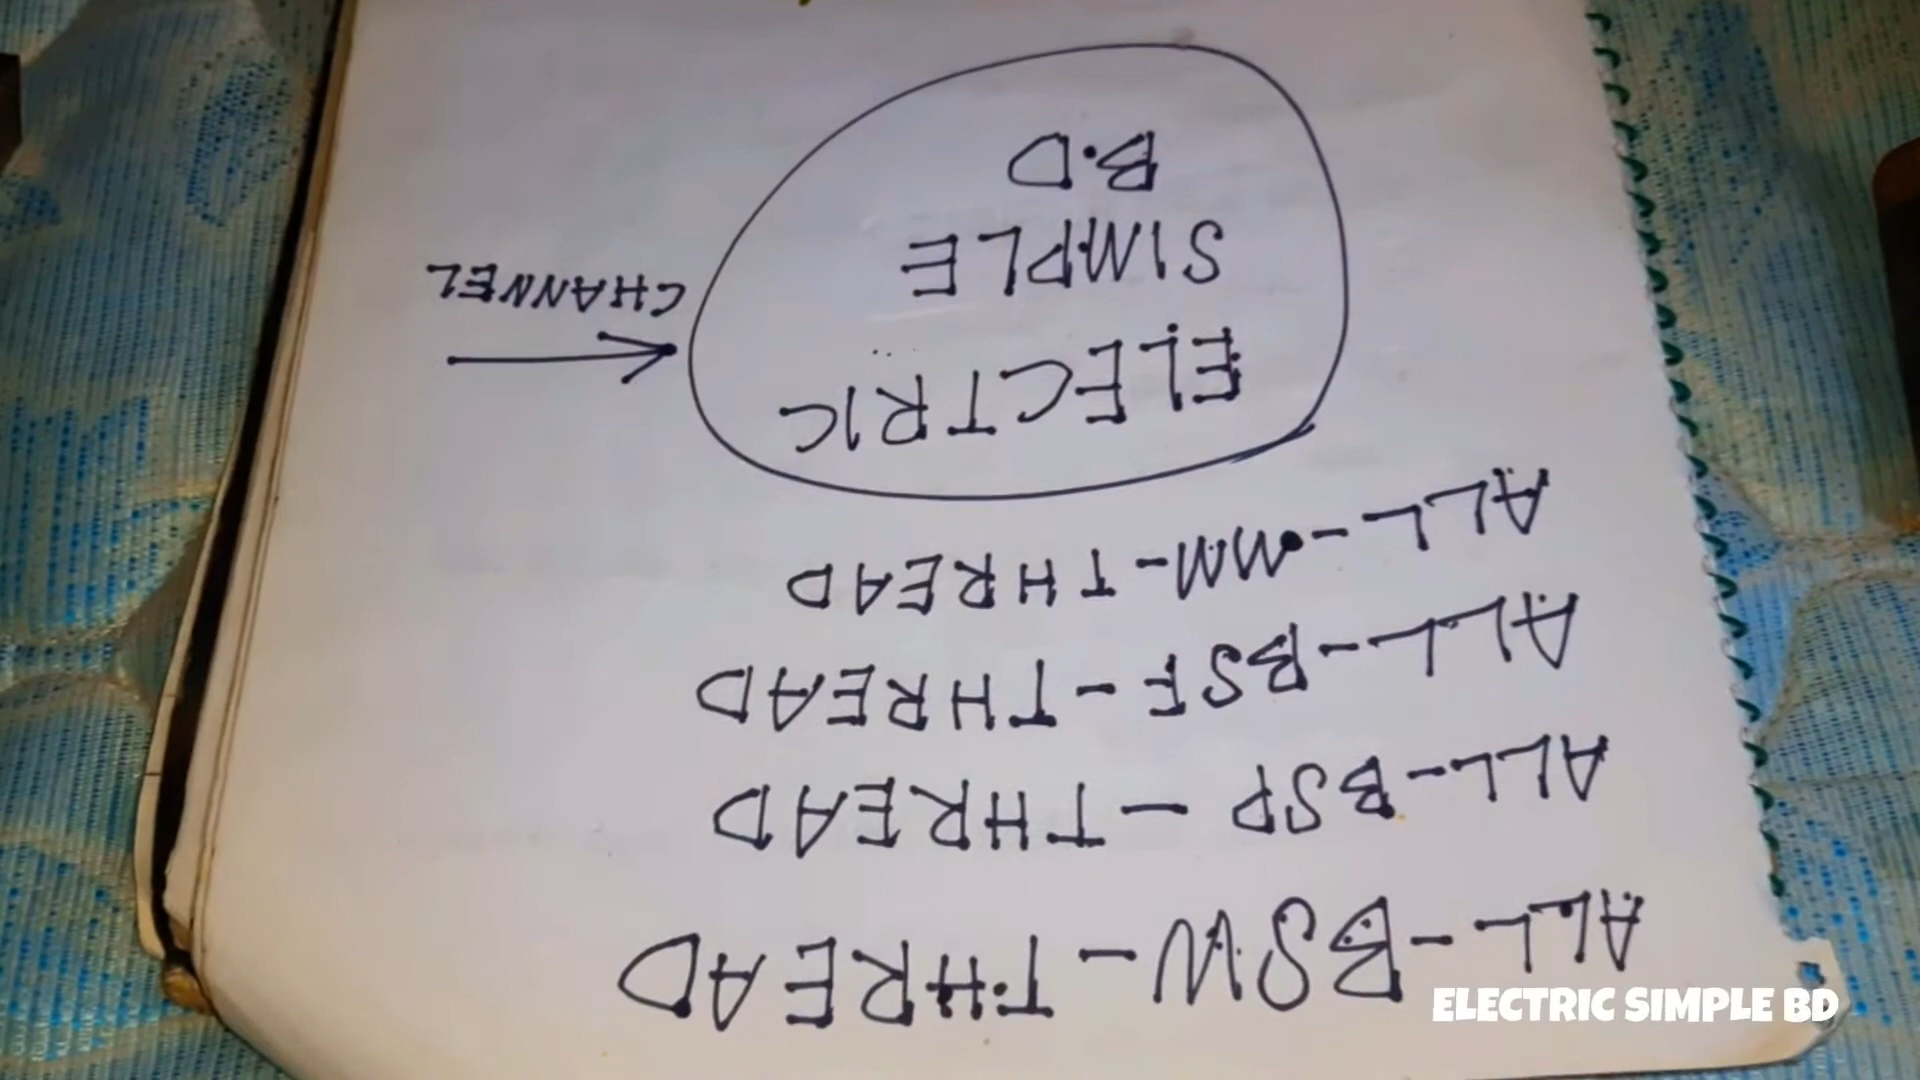 ALL-BSW-THREAD
ALL-BSP-THREAD
ALL-BSF-THREAD
ALL-MM-THREAD
ELECTRIC
SIMPLE
B.D
CHANNEL
ELECTRIC SIMPLE BD